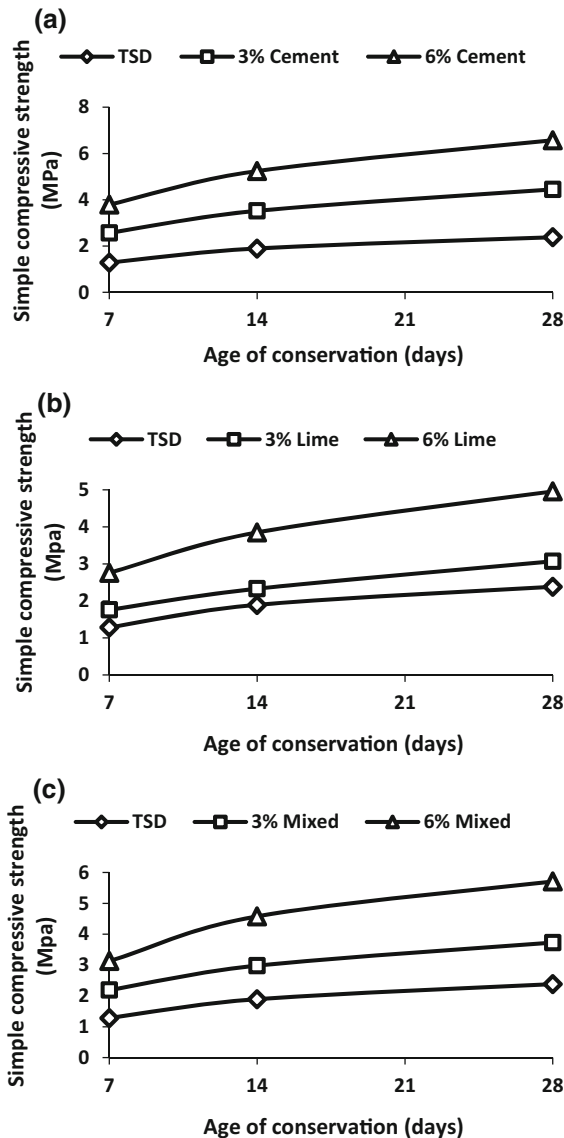 (a)
TSD 3% Cement 6% Cement
Simple compressive strength
(MPa)
8
6
4
2
0
7 14 21 28
Age of conservation (days)
(b)
TSD 3% Lime 6% Lime
Simple compressive strength
(Mpa)
5
4
3
2
1
0
7 14 21 28
Age of conservation (days)
(c)
TSD 3% Mixed 6% Mixed
Simple compressive strength
(Mpa)
6
5
4
3
2
1
0
7 14 21 28
Age of conservation (days)